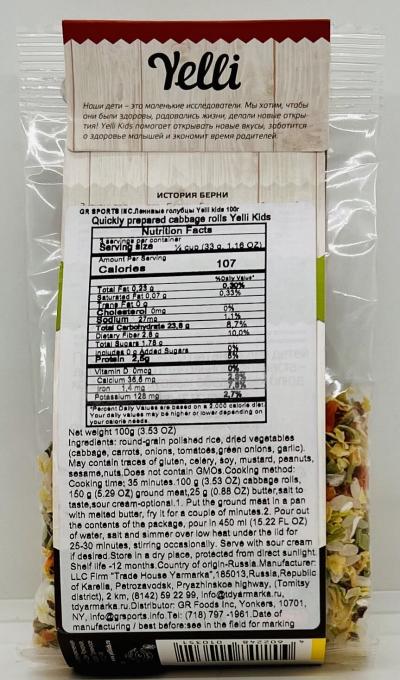 Yelli
Наши дети – это маленькие исследователи. Мы хотим, чтобы
они были здоровы, радовались жизни, делали новые откры-
тия! Yelli Kids помогает открывать новые вкусы, заботится
о здоровье малышей и экономит время родителей.
ИСТОРИЯ БЕРНИ
GR SPORTS INC.Ленивые голубцы Yelli kids 100г
Quickly prepared cabbage rolls Yelli Kids
Nutrition Facts
3 servings per container
Serving size ¼ cup (33 g, 1.16 OZ)
Amount Per Serving
Calories 107
%Daily Value*
Total Fat 0,23 g 0,30%
Saturated Fat 0,07 g 0,33%
Trans Fat 0 g
Cholesterol 0mg 0%
Sodium 27mg 1,1%
Total Carbohydrate 23,8 g 8,7%
Dietary Fiber 2,8 g 10,0%
Total Sugars 1,78 g
Includes 0 g Added Sugars 0%
Protein 2,5g 5%
Vitamin D 0mcg 0%
Calcium 36,6 mg 2,8%
Iron 1,4 mg 7,8%
Potassium 128 mg 2,7%
*Percent Daily Values are based on a 2,000 calorie diet.
Your daily value may be higher or lower depending on
your calorie needs.
Net weight 100g (3.53 OZ)
Ingredients: round-grain polished rice, dried vegetables
(cabbage, carrots, onions, tomatoes,green onions, garlic).
May contain traces of gluten, celery, soy, mustard, peanuts,
sesame,nuts.Does not contain GMOs.Cooking method:
Cooking time; 35 minutes.100 g (3.53 OZ) cabbage rolls,
150 g (5.29 OZ) ground meat,25 g (0.88 OZ) butter,salt to
taste,sour cream-optional.1. Put the ground meat in a pan
with melted butter, fry it for a couple of minutes.2. Pour out
the contents of the package, pour in 450 ml (15.22 FL OZ)
of water, salt and simmer over low heat under the lid for
25-30 minutes, stirring occasionally. Serve with sour cream
if desired.Store in a dry place, protected from direct sunlight.
Shelf life -12 months.Country of origin-Russia.Manufacturer:
LLC Firm "Trade House Yarmarka",185013,Russia,Republic
of Karelia, Petrozavodsk, Pryazhinskoe highway, (Tomitsy
district), 2 km, (8142) 59 22 99, info@tdyarmarka.ru,
tdyarmarka.ru.Distributor: GR Foods Inc, Yonkers, 10701,
NY, info@grsports.info.Tel: (718) 797 -1961.Date of
manufacturing / best before:see in the field for marking
4 602248 010351